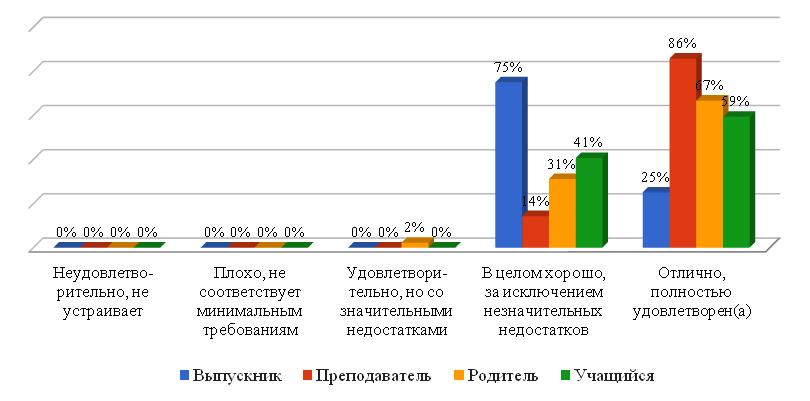 86%
75%
67%
59%
41%
31%
25%
14%
0% 0% 0% 0%
0% 0% 0% 0%
0% 0% 2% 0%
Неудовлетво-
рительно, не
устраивает
Плохо, не
соответствует
минимальным
требованиям
Удовлетвори-
тельно, но со
значительными
недостатками
В целом хорошо,
за исключением
незначительных
недостатков
Отлично,
полностью
удовлетворен(а)
Выпускник Преподаватель Родитель Учащийся